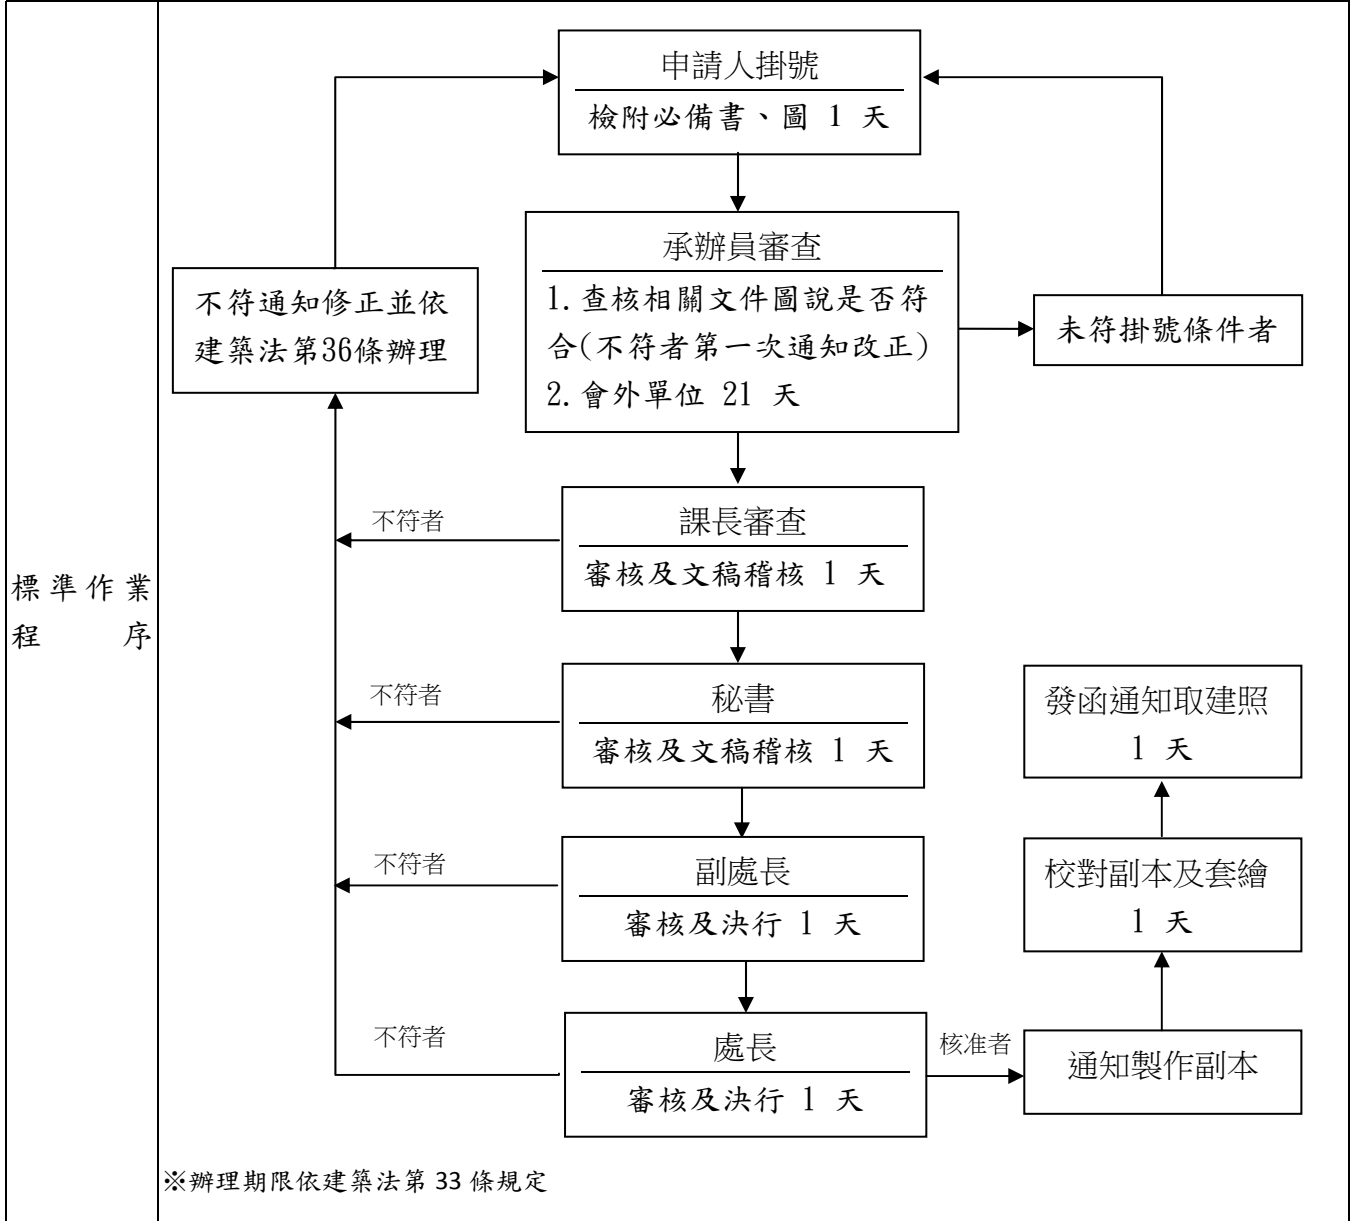 標準作業
程序
申請人掛號
檢附必備書、圖 1 天
承辦員審查
1. 查核相關文件圖說是否符
合(不符者第一次通知改正)
2. 會外單位 21 天
不符通知修正並依
建築法第36條辦理
未符掛號條件者
不符者
課長審查
審核及文稿稽核 1 天
不符者
秘書
審核及文稿稽核 1 天
不符者
副處長
審核及決行 1 天
不符者
處長
審核及決行 1 天
核准者
通知製作副本
校對副本及套繪
1 天
發函通知取建照
1 天
※辦理期限依建築法第 33 條規定